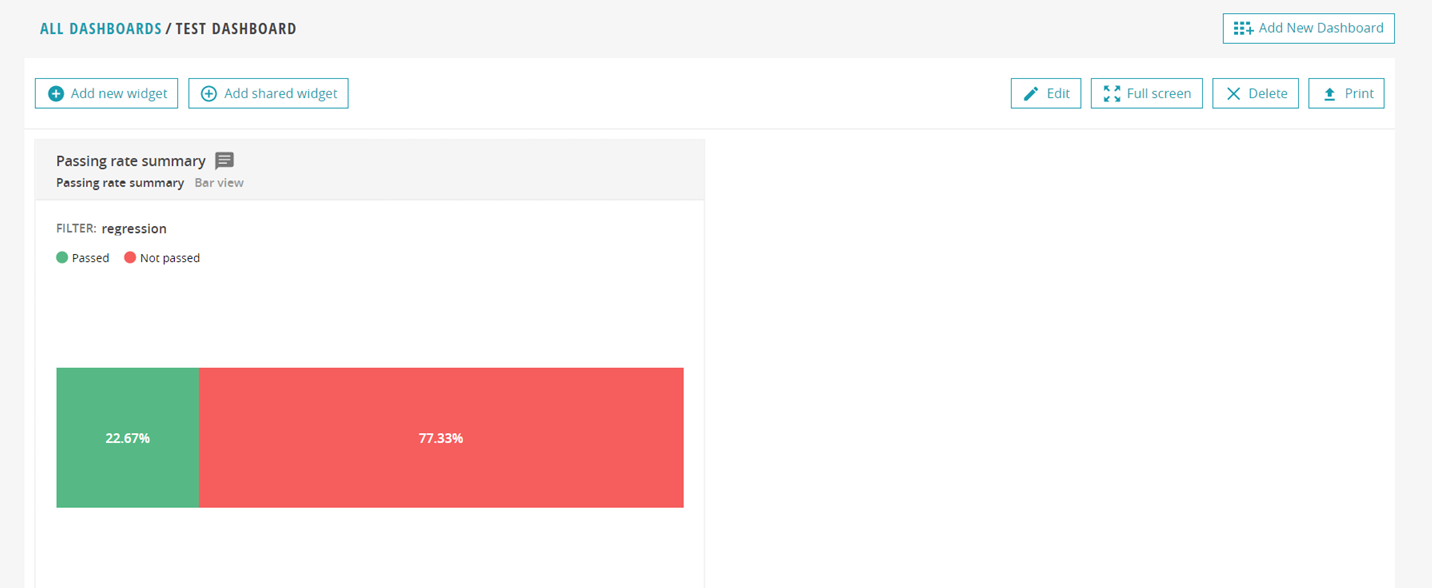 ALL DASHBOARDS / TEST DASHBOARD
Add New Dashboard
Add new widget
Add shared widget
Edit
Full screen
Delete
Print
Passing rate summary
Passing rate summary Bar view
FILTER: regression
Passed Not passed
22.67% 77.33%